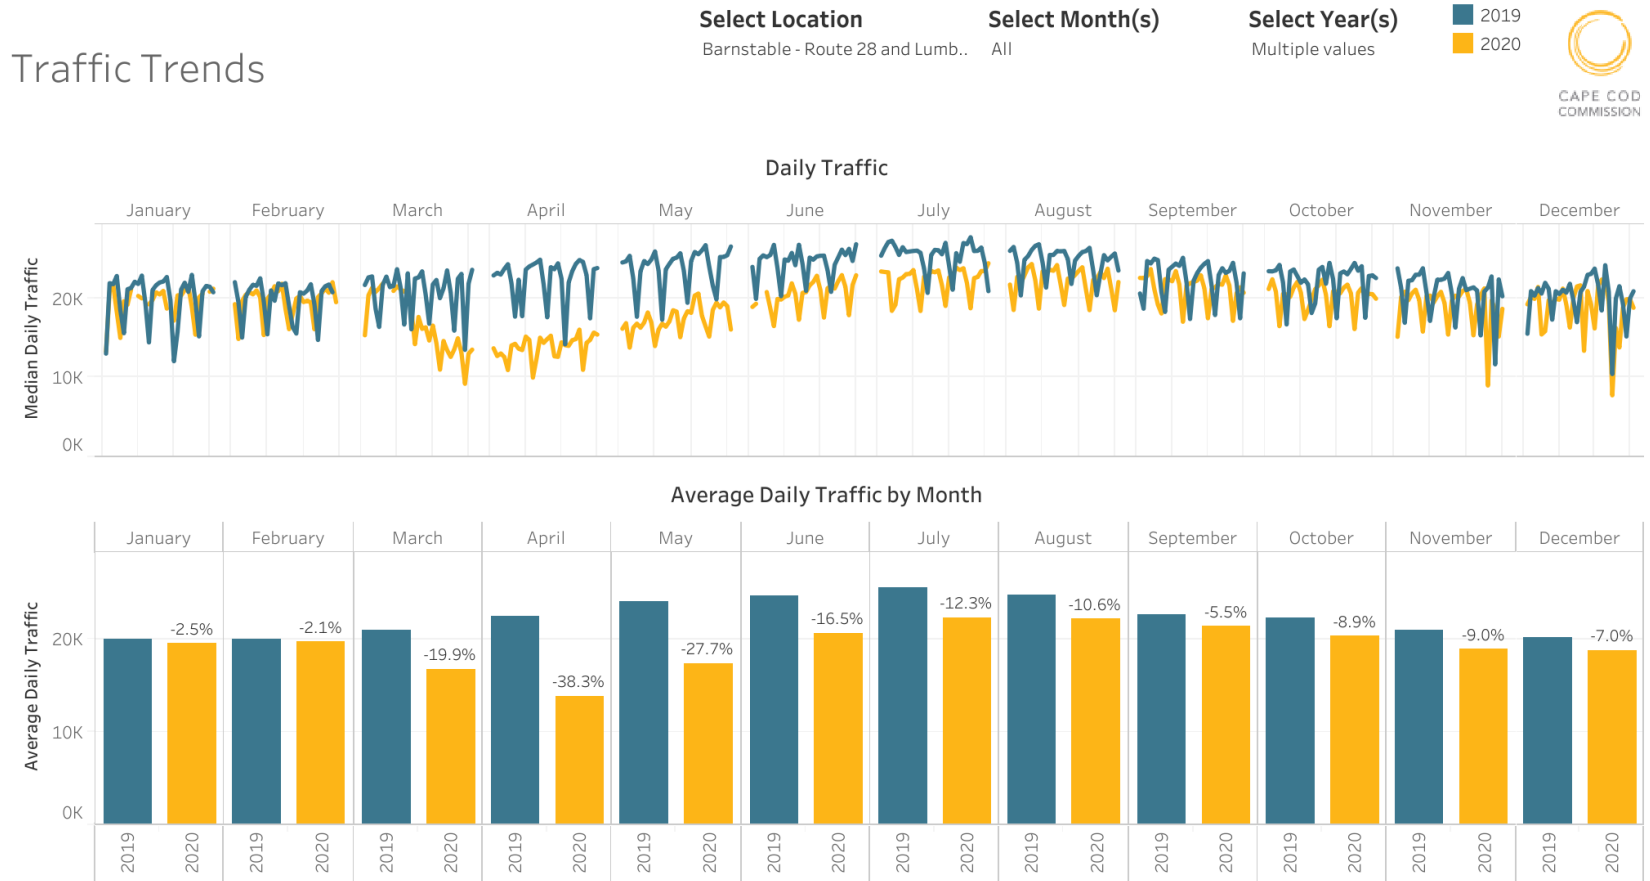 Traffic Trends
Select Location
Barnstable - Route 28 and Lumb..
Select Month(s)
All
Select Year(s)
Multiple values
2019
2020
CAPE COD
COMMISSION
Daily Traffic
January February March April May June July August September October November December
Median Daily Traffic
20K
10K
0K
Average Daily Traffic by Month
January February March April May June July August September October November December
Average Daily Traffic
20K
10K
0K
-2.5% -2.1% -19.9% -38.3% -27.7% -16.5% -12.3% -10.6% -5.5% -8.9% -9.0% -7.0%
2019 2020 2019 2020 2019 2020 2019 2020 2019 2020 2019 2020 2019 2020 2019 2020 2019 2020 2019 2020 2019 2020 2019 2020